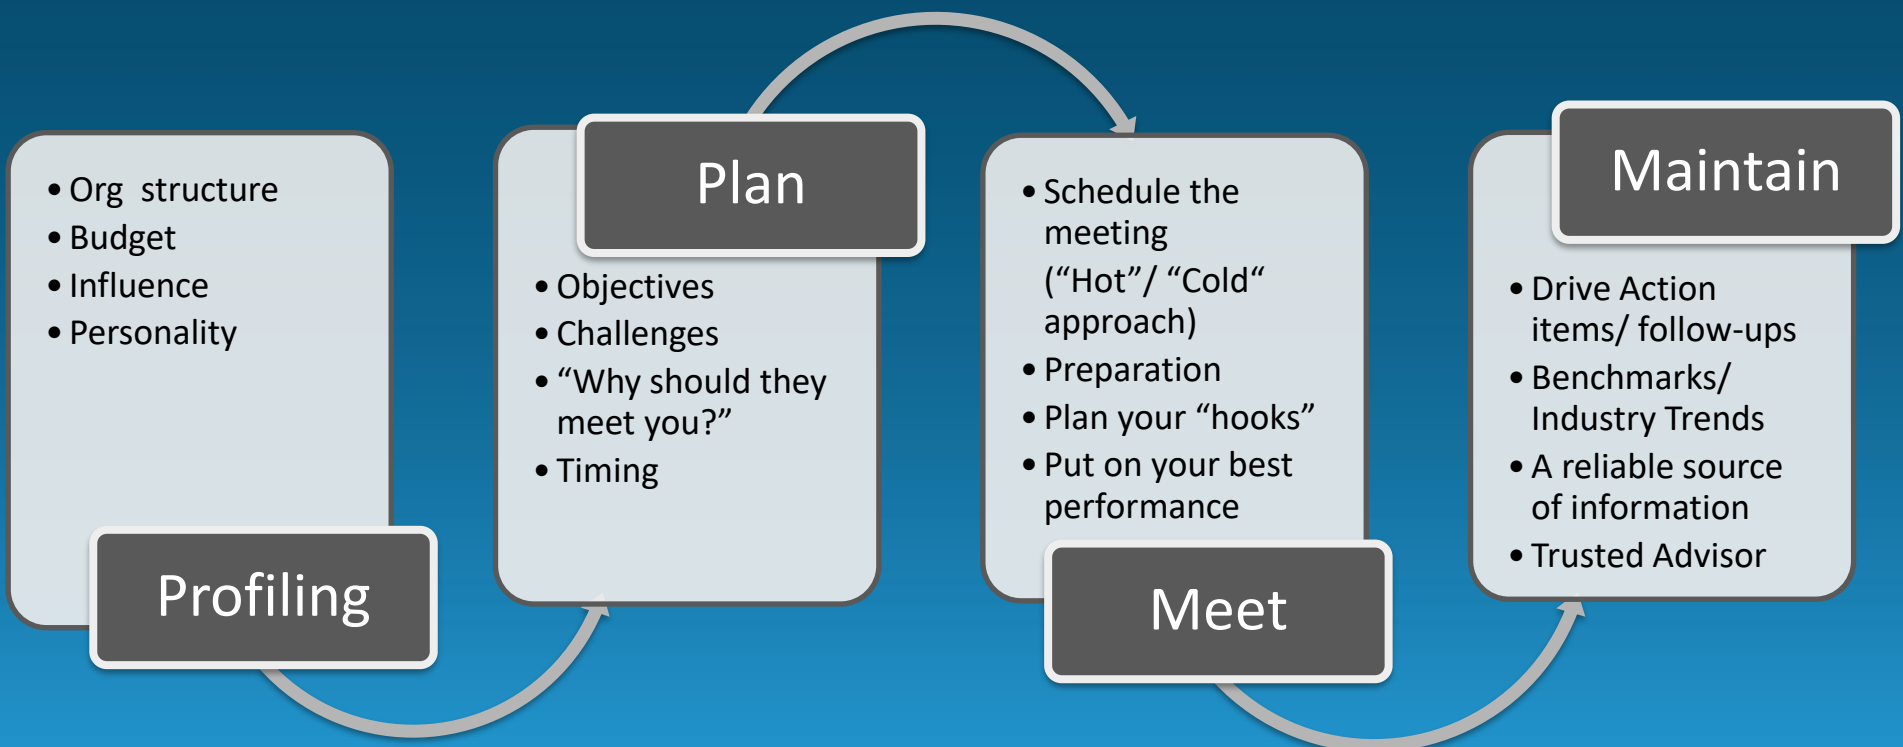 • Org  structure
• Budget
• Influence
• Personality
Profiling
Plan
• Objectives
• Challenges
• “Why should they
meet you?”
• Timing
• Schedule the
meeting
(“Hot”/ “Cold“
approach)
• Preparation
• Plan your “hooks”
• Put on your best
performance
Meet
Maintain
• Drive Action
items/ follow-ups
• Benchmarks/
Industry Trends
• A reliable source
of information
• Trusted Advisor